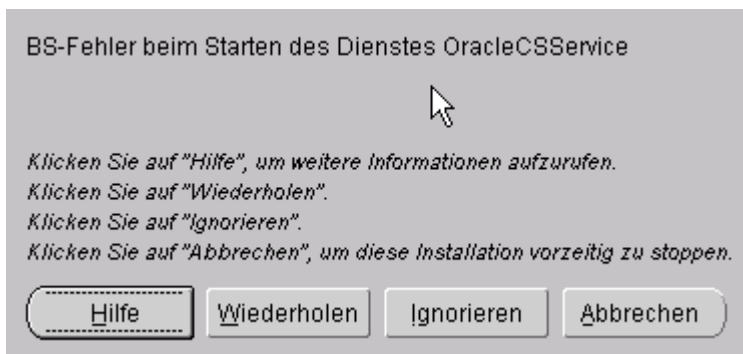 BS-Fehler beim Starten des Dienstes OracleCSService
Klicken Sie auf "Hilfe", um weitere Informationen aufzurufen.
Klicken Sie auf "Wiederholen".
Klicken Sie auf "Ignorieren".
Klicken Sie auf "Abbrechen", um diese Installation vorzeitig zu stoppen.
Hilfe Wiederholen Ignorieren Abbrechen